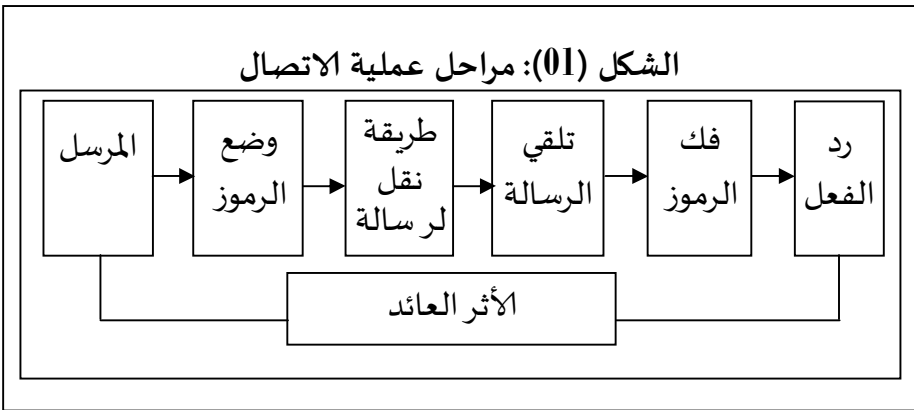 الشكل (01): مراحل عملية الاتصال
المرسل
وضع
الرموز
طريقة
نقل
لر سالة
تلقي
الرسالة
فك
الرموز
رد
الفعل
الأثر العائد